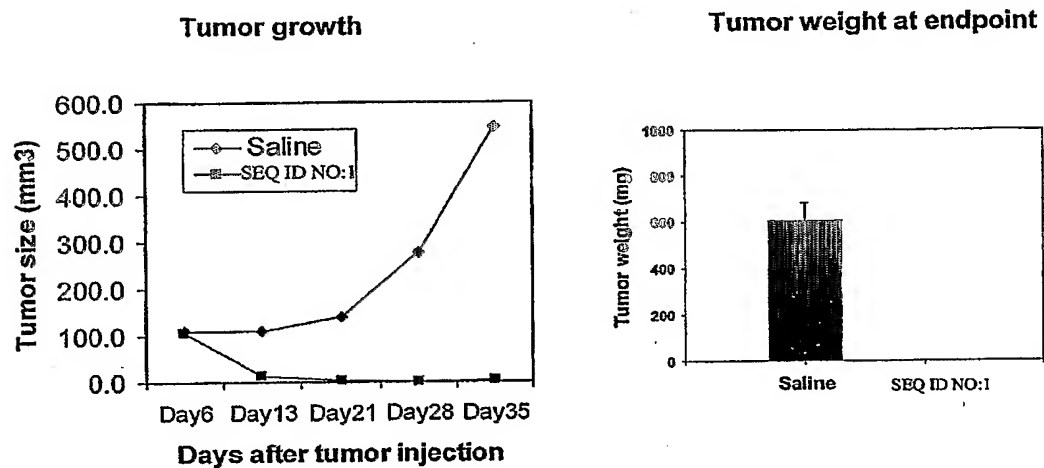 Tumor growth
Tumor size (mm3)
600.0
500.0
400.0
300.0
200.0
100.0
0.0
Saline
SEQ ID NO:1
Day6 Day13 Day21 Day28 Day35
Days after tumor injection
Tumor weight at endpoint
Tumor weight (mg)
1000
800
600
400
200
0
Saline SEQ ID NO:1